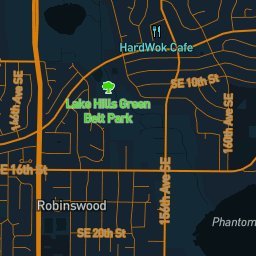 HardWok Cafe
SE 10th St
Lake Hills Green
Belt Park
166th Ave SE
160th Ave SE
156th Ave SE
SE 16th St
Robinswood
Phantom
SE 20th St